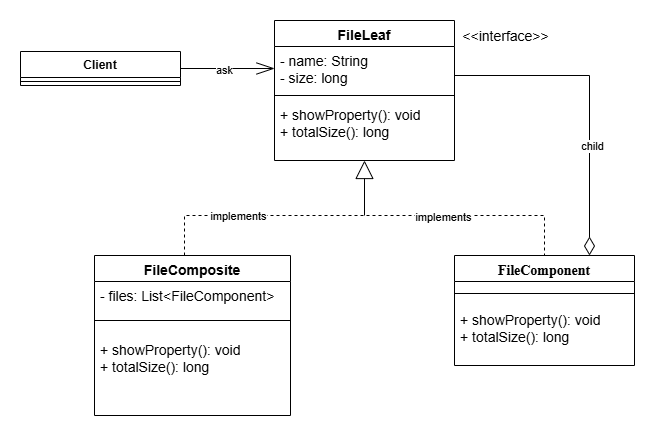 FileLeaf
<<interface>>
- name: String
- size: long
+ showProperty(): void
+ totalSize(): long
Client
ask
child
implements
implements
FileComposite
- files: List<FileComponent>
+ showProperty(): void
+ totalSize(): long
FileComponent
+ showProperty(): void
+ totalSize(): long